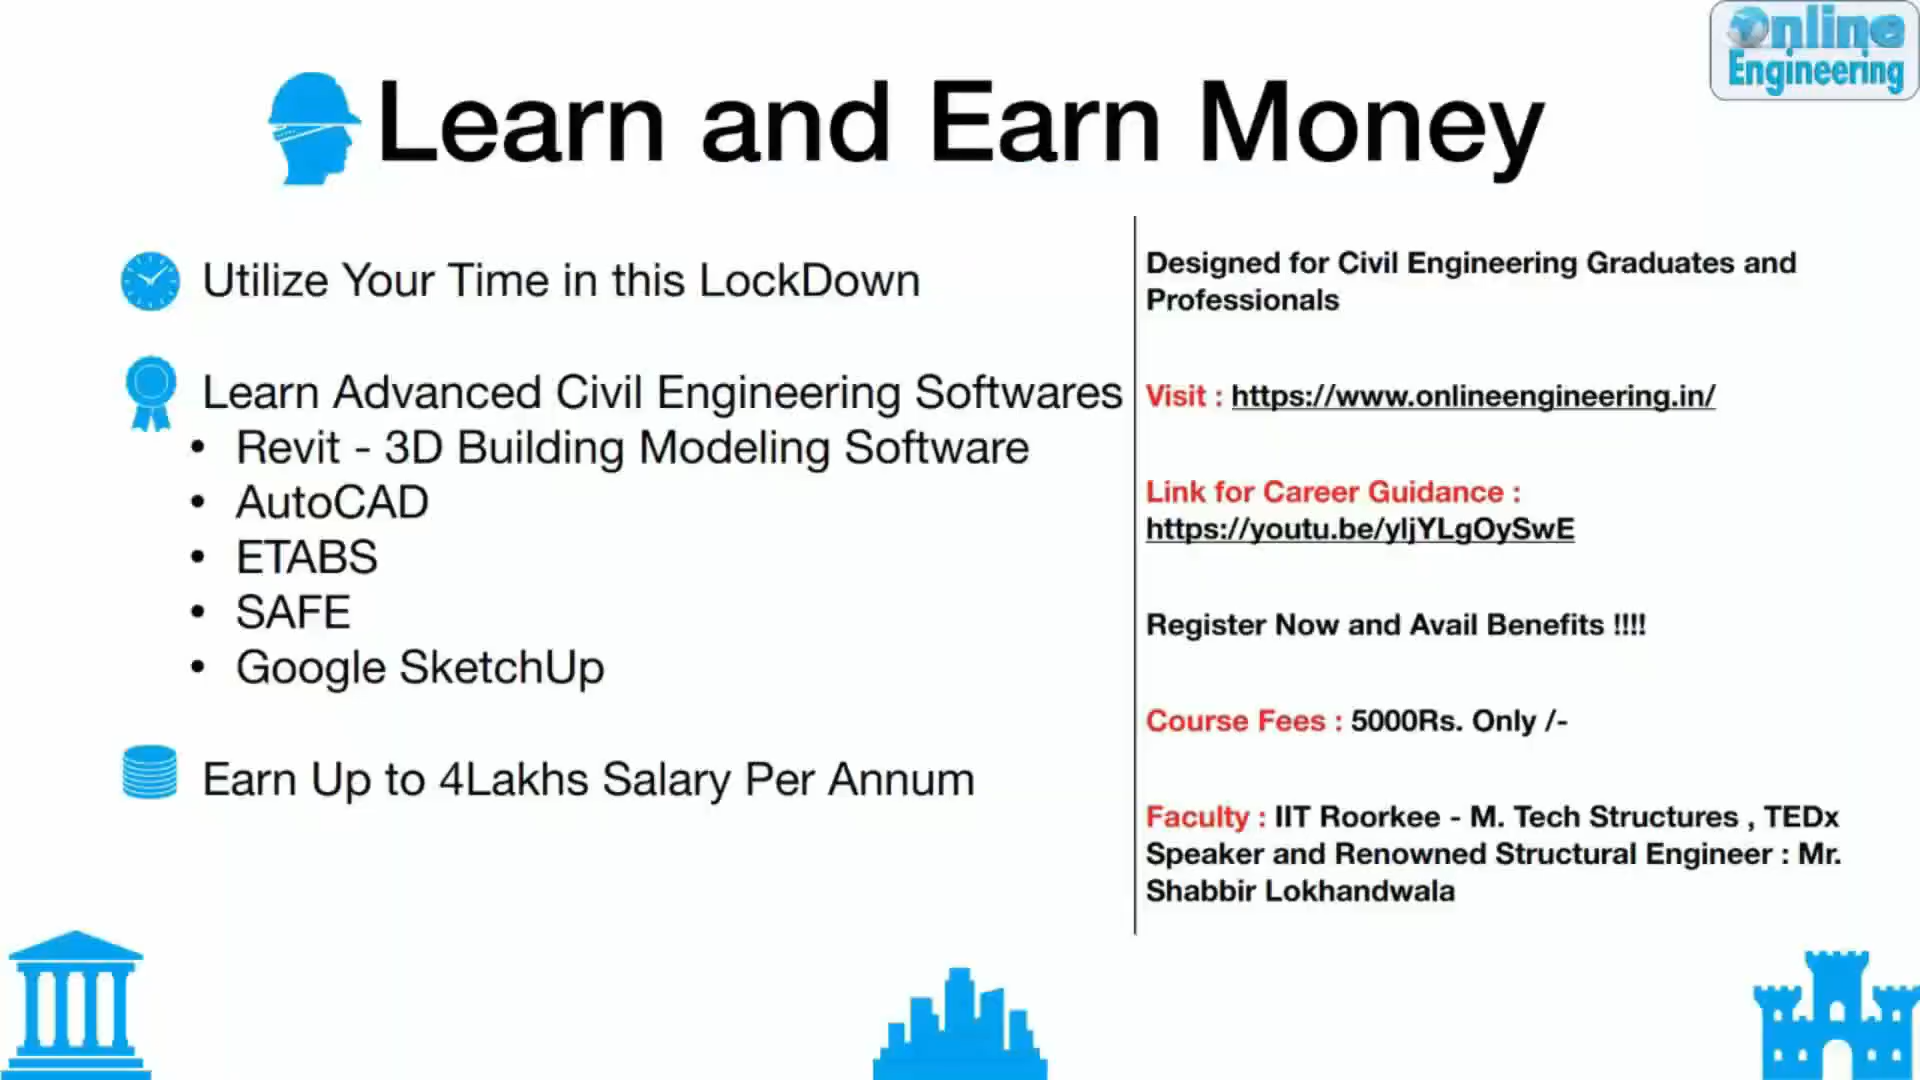 Online
Engineering
Learn and Earn Money
Utilize Your Time in this LockDown
Learn Advanced Civil Engineering Softwares
• Revit - 3D Building Modeling Software
• AutoCAD
• ETABS
• SAFE
• Google SketchUp
Earn Up to 4Lakhs Salary Per Annum
Designed for Civil Engineering Graduates and
Professionals
Visit : https://www.onlineengineering.in/
Link for Career Guidance :
https://youtu.be/yljYLgOySwE
Register Now and Avail Benefits !!!!
Course Fees : 5000Rs. Only /-
Faculty : IIT Roorkee - M. Tech Structures , TEDx
Speaker and Renowned Structural Engineer : Mr.
Shabbir Lokhandwala